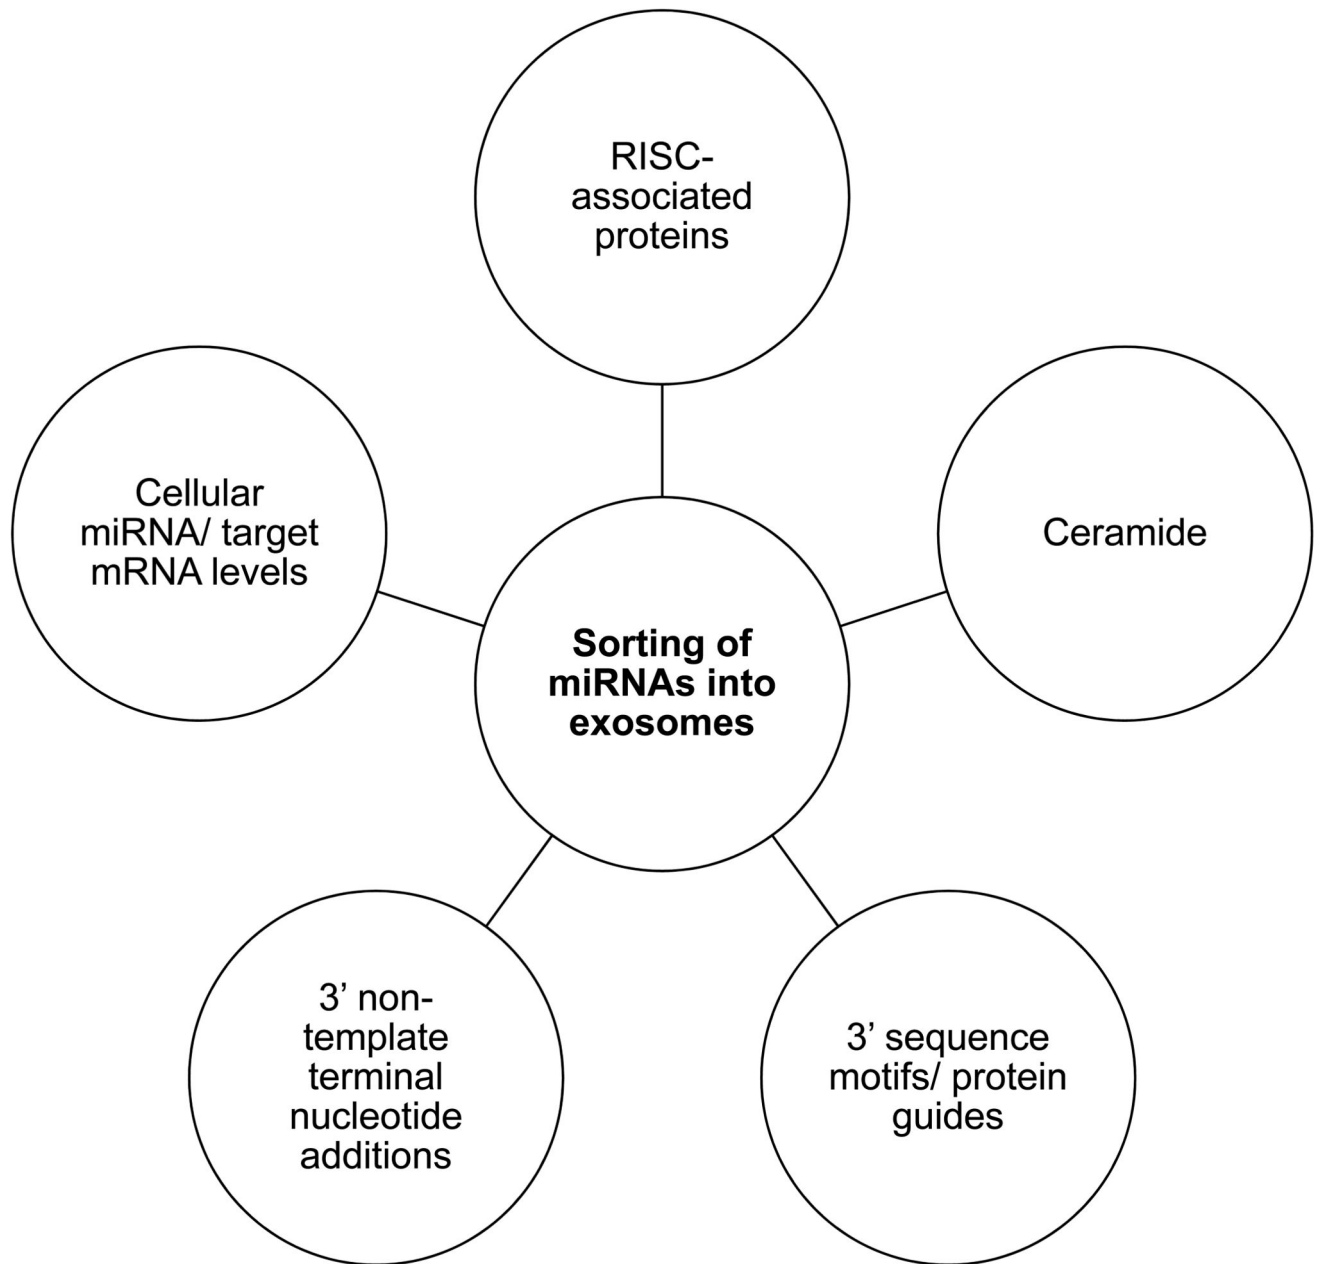 RISC-
associated
proteins
Cellular
miRNA/ target
mRNA levels
Ceramide
Sorting of
miRNAs into
exosomes
3’ non-
template
terminal
nucleotide
additions
3’ sequence
motifs/ protein
guides